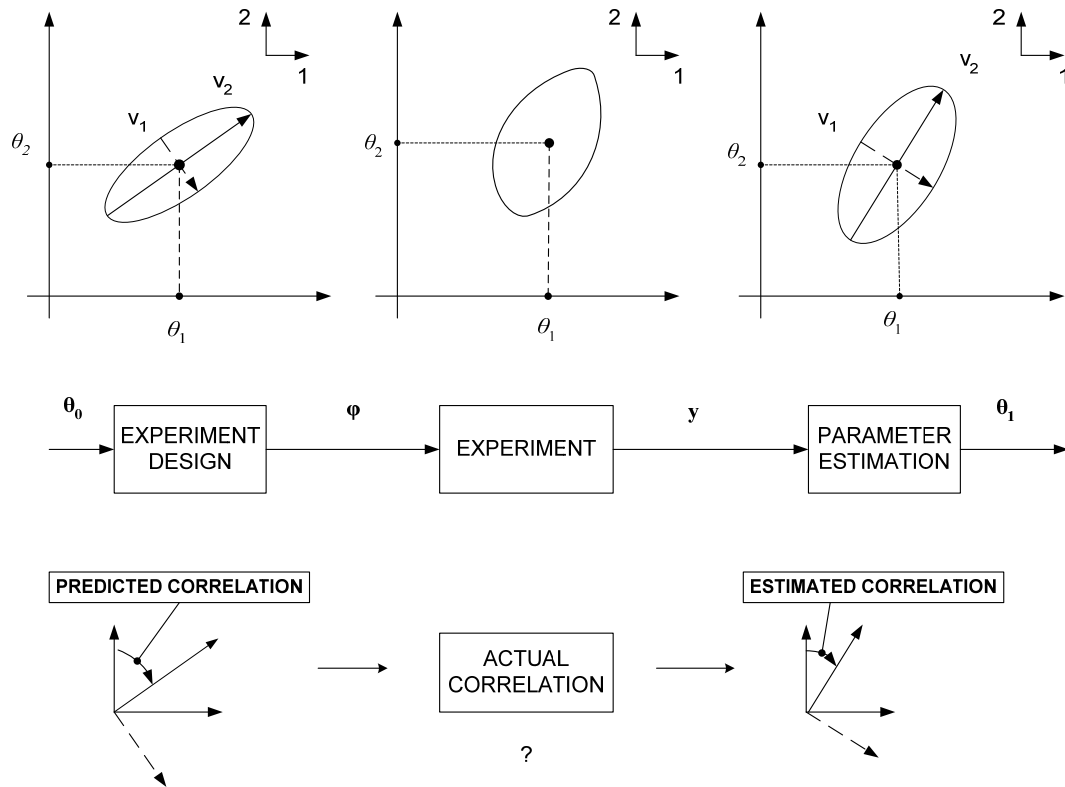 2
1
v2
v1
θ2
θ1
2
1
θ2
θ1
2
1
v2
v1
θ2
θ1
θ0
EXPERIMENT
DESIGN
φ
EXPERIMENT
y
PARAMETER
ESTIMATION
θ1
PREDICTED CORRELATION
ACTUAL
CORRELATION
?
ESTIMATED CORRELATION